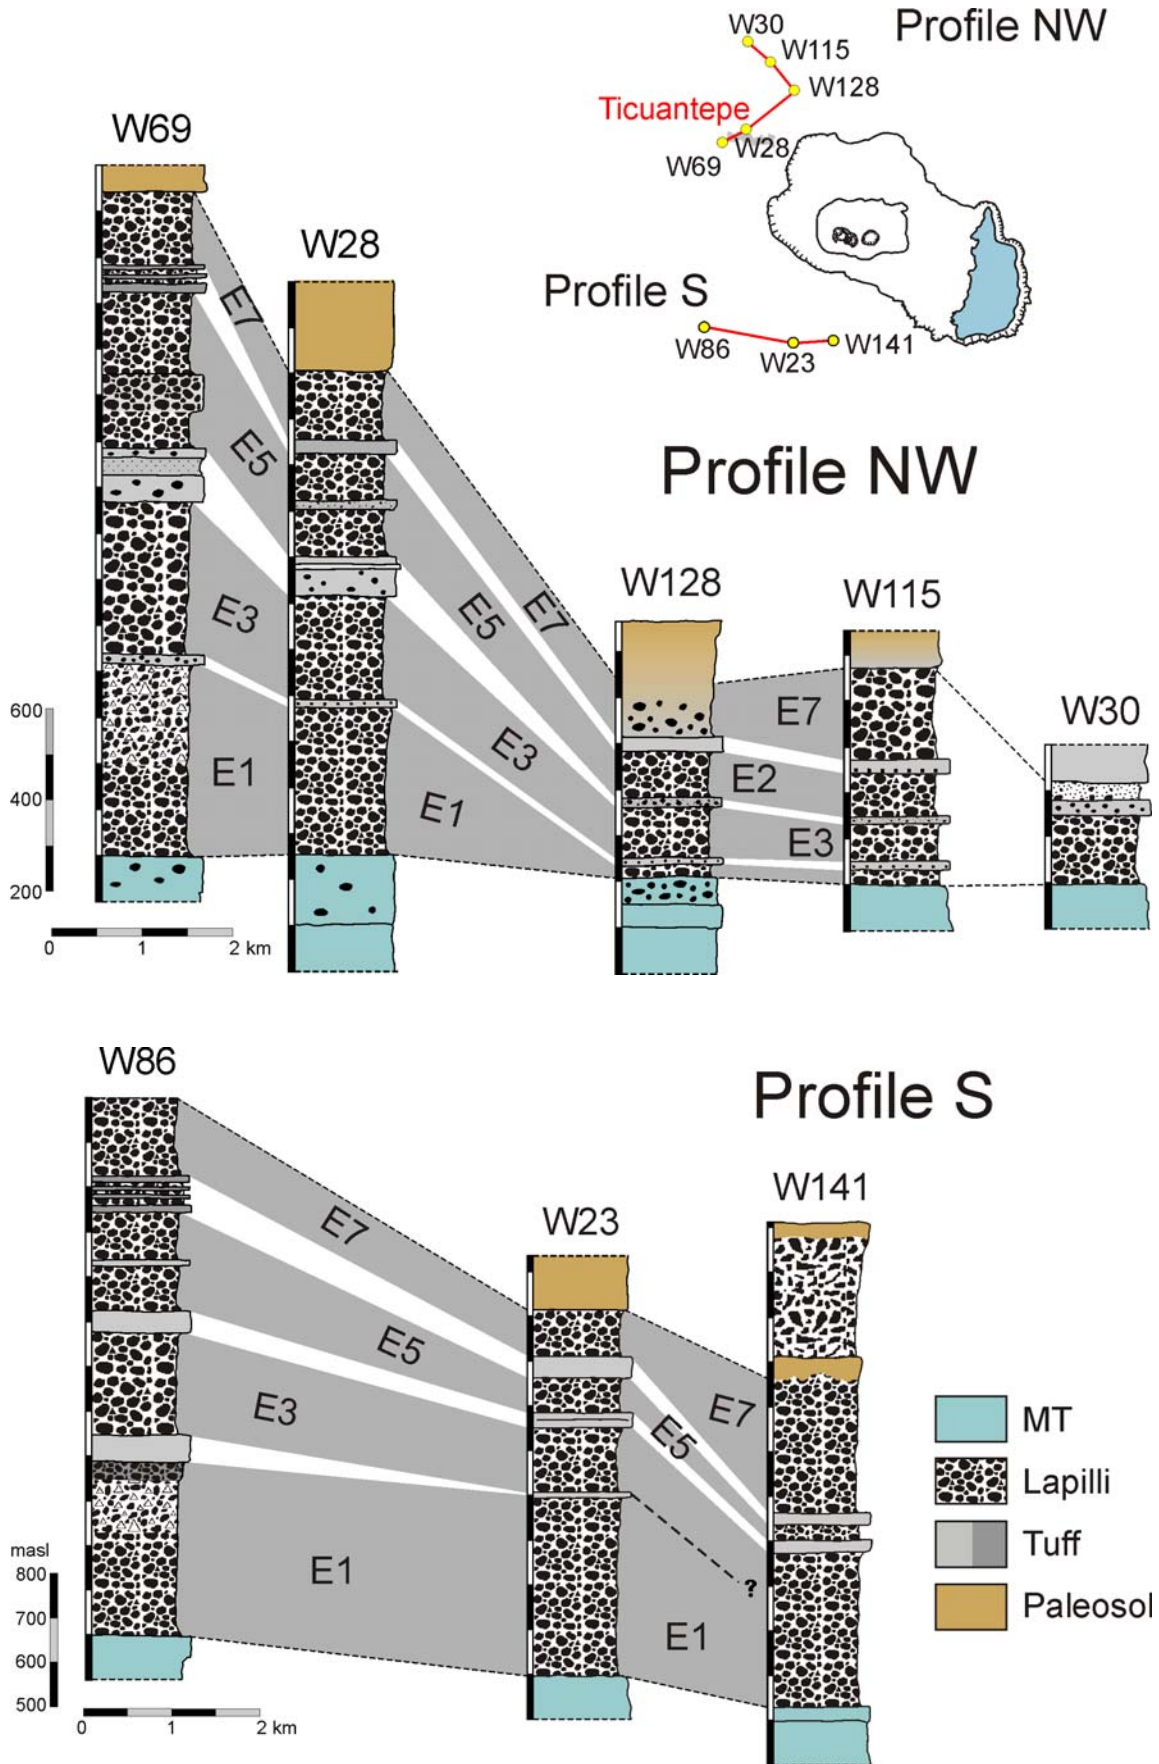 Profile NW
W30
W115
W128
Ticuantepe
W28
W69
Profile S
W86
W23
W141
W69
W28
Profile NW
W128
W115
W30
E7
E5
E3
E1
E7
E5
E3
E1
E7
E2
E3
600
400
200
0 1 2 km
W86
Profile S
W23
W141
E7
E5
E3
E1
E7
E5
E1
?
masl
800
700
600
500
0 1 2 km
MT
Lapilli
Tuff
Paleosol